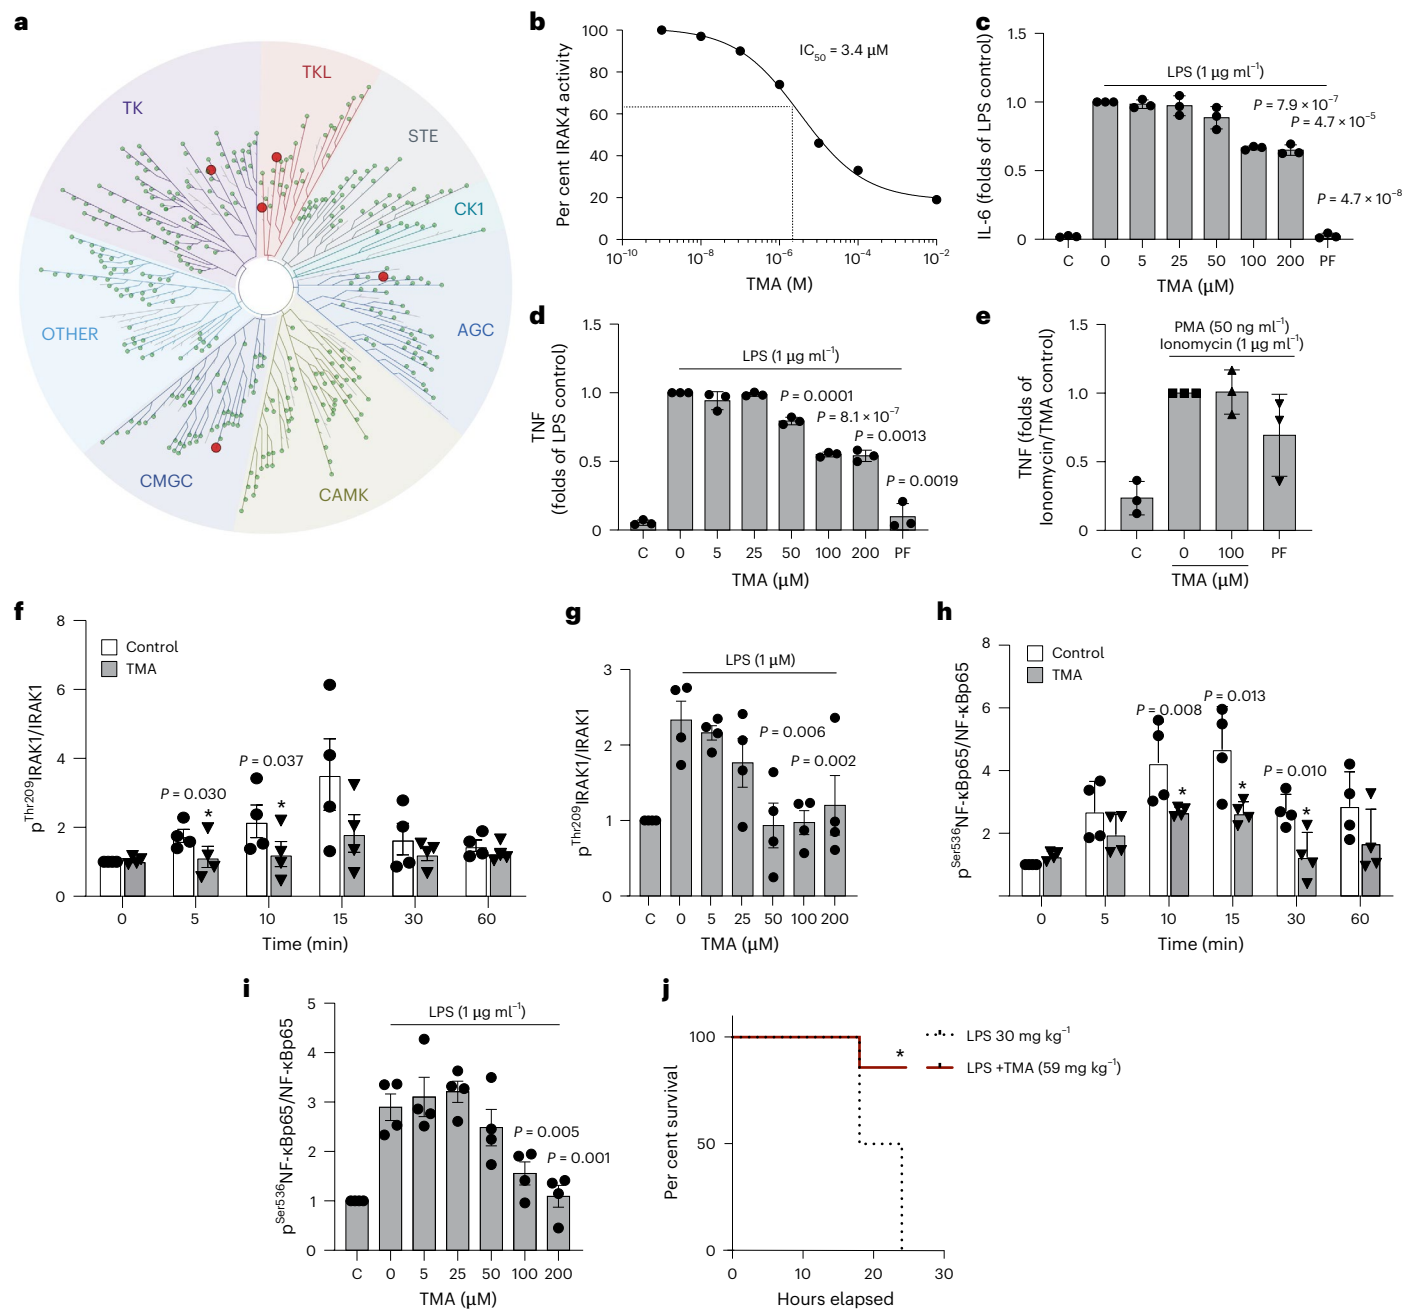 a
TK
TKL
STE
CK1
AGC
CAMK
CMGC
OTHER
b
Per cent IRAK4 activity
100
80
60
40
20
0
IC50 = 3.4 µM
10⁻¹⁰
10⁻⁸
10⁻⁶
10⁻⁴
10⁻²
TMA (M)
c
IL-6 (folds of LPS control)
1.5
1.0
0.5
0
LPS (1 µg ml⁻¹)
P = 7.9 × 10⁻⁷
P = 4.7 × 10⁻⁵
P = 4.7 × 10⁻⁸
C 0 5 25 50 100 200 PF
TMA (µM)
d
TNF
(folds of LPS control)
1.5
1.0
0.5
0
LPS (1 µg ml⁻¹)
P = 0.0001
P = 8.1 × 10⁻⁷
P = 0.0013
P = 0.0019
C 0 5 25 50 100 200 PF
TMA (µM)
e
TNF (folds of
Ionomycin/TMA control)
1.5
1.0
0.5
0
PMA (50 ng ml⁻¹)
Ionomycin (1 µg ml⁻¹)
C 0 100 PF
TMA (µM)
f
pThr209IRAK1/IRAK1
8
6
4
2
0
Control
TMA
P = 0.030
*
P = 0.037
*
0 5 10 15 30 60
Time (min)
g
pThr209IRAK1/IRAK1
3
2
1
0
LPS (1 µM)
P = 0.006
P = 0.002
C 0 5 25 50 100 200
TMA (µM)
h
pSer536NF-κBp65/NF-κBp65
8
6
4
2
Control
TMA
P = 0.008
*
P = 0.013
*
P = 0.010
*
0 5 10 15 30 60
Time (min)
i
pSer536NF-κBp65/NF-κBp65
5
4
3
2
1
0
LPS (1 µg ml⁻¹)
P = 0.005
P = 0.001
C 0 5 25 50 100 200
TMA (µM)
j
Per cent survival
100
50
0
*
LPS 30 mg kg⁻¹
LPS +TMA (59 mg kg⁻¹)
0 10 20 30
Hours elapsed